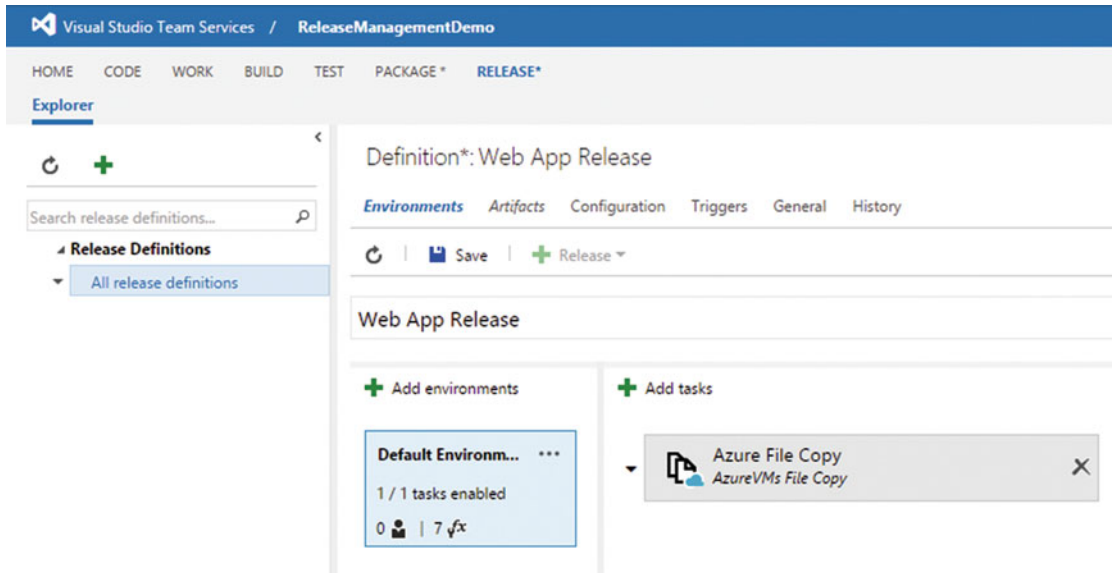 Visual Studio Team Services / ReleaseManagementDemo
HOME CODE WORK BUILD TEST PACKAGE * RELEASE*
Explorer
Search release definitions...
Release Definitions
All release definitions
Definition*: Web App Release
Environments Artifacts Configuration Triggers General History
Save | Release
Web App Release
Add environments
Default Environm... ...
1 / 1 tasks enabled
0 | 7 fx
Add tasks
Azure File Copy
AzureVMs File Copy